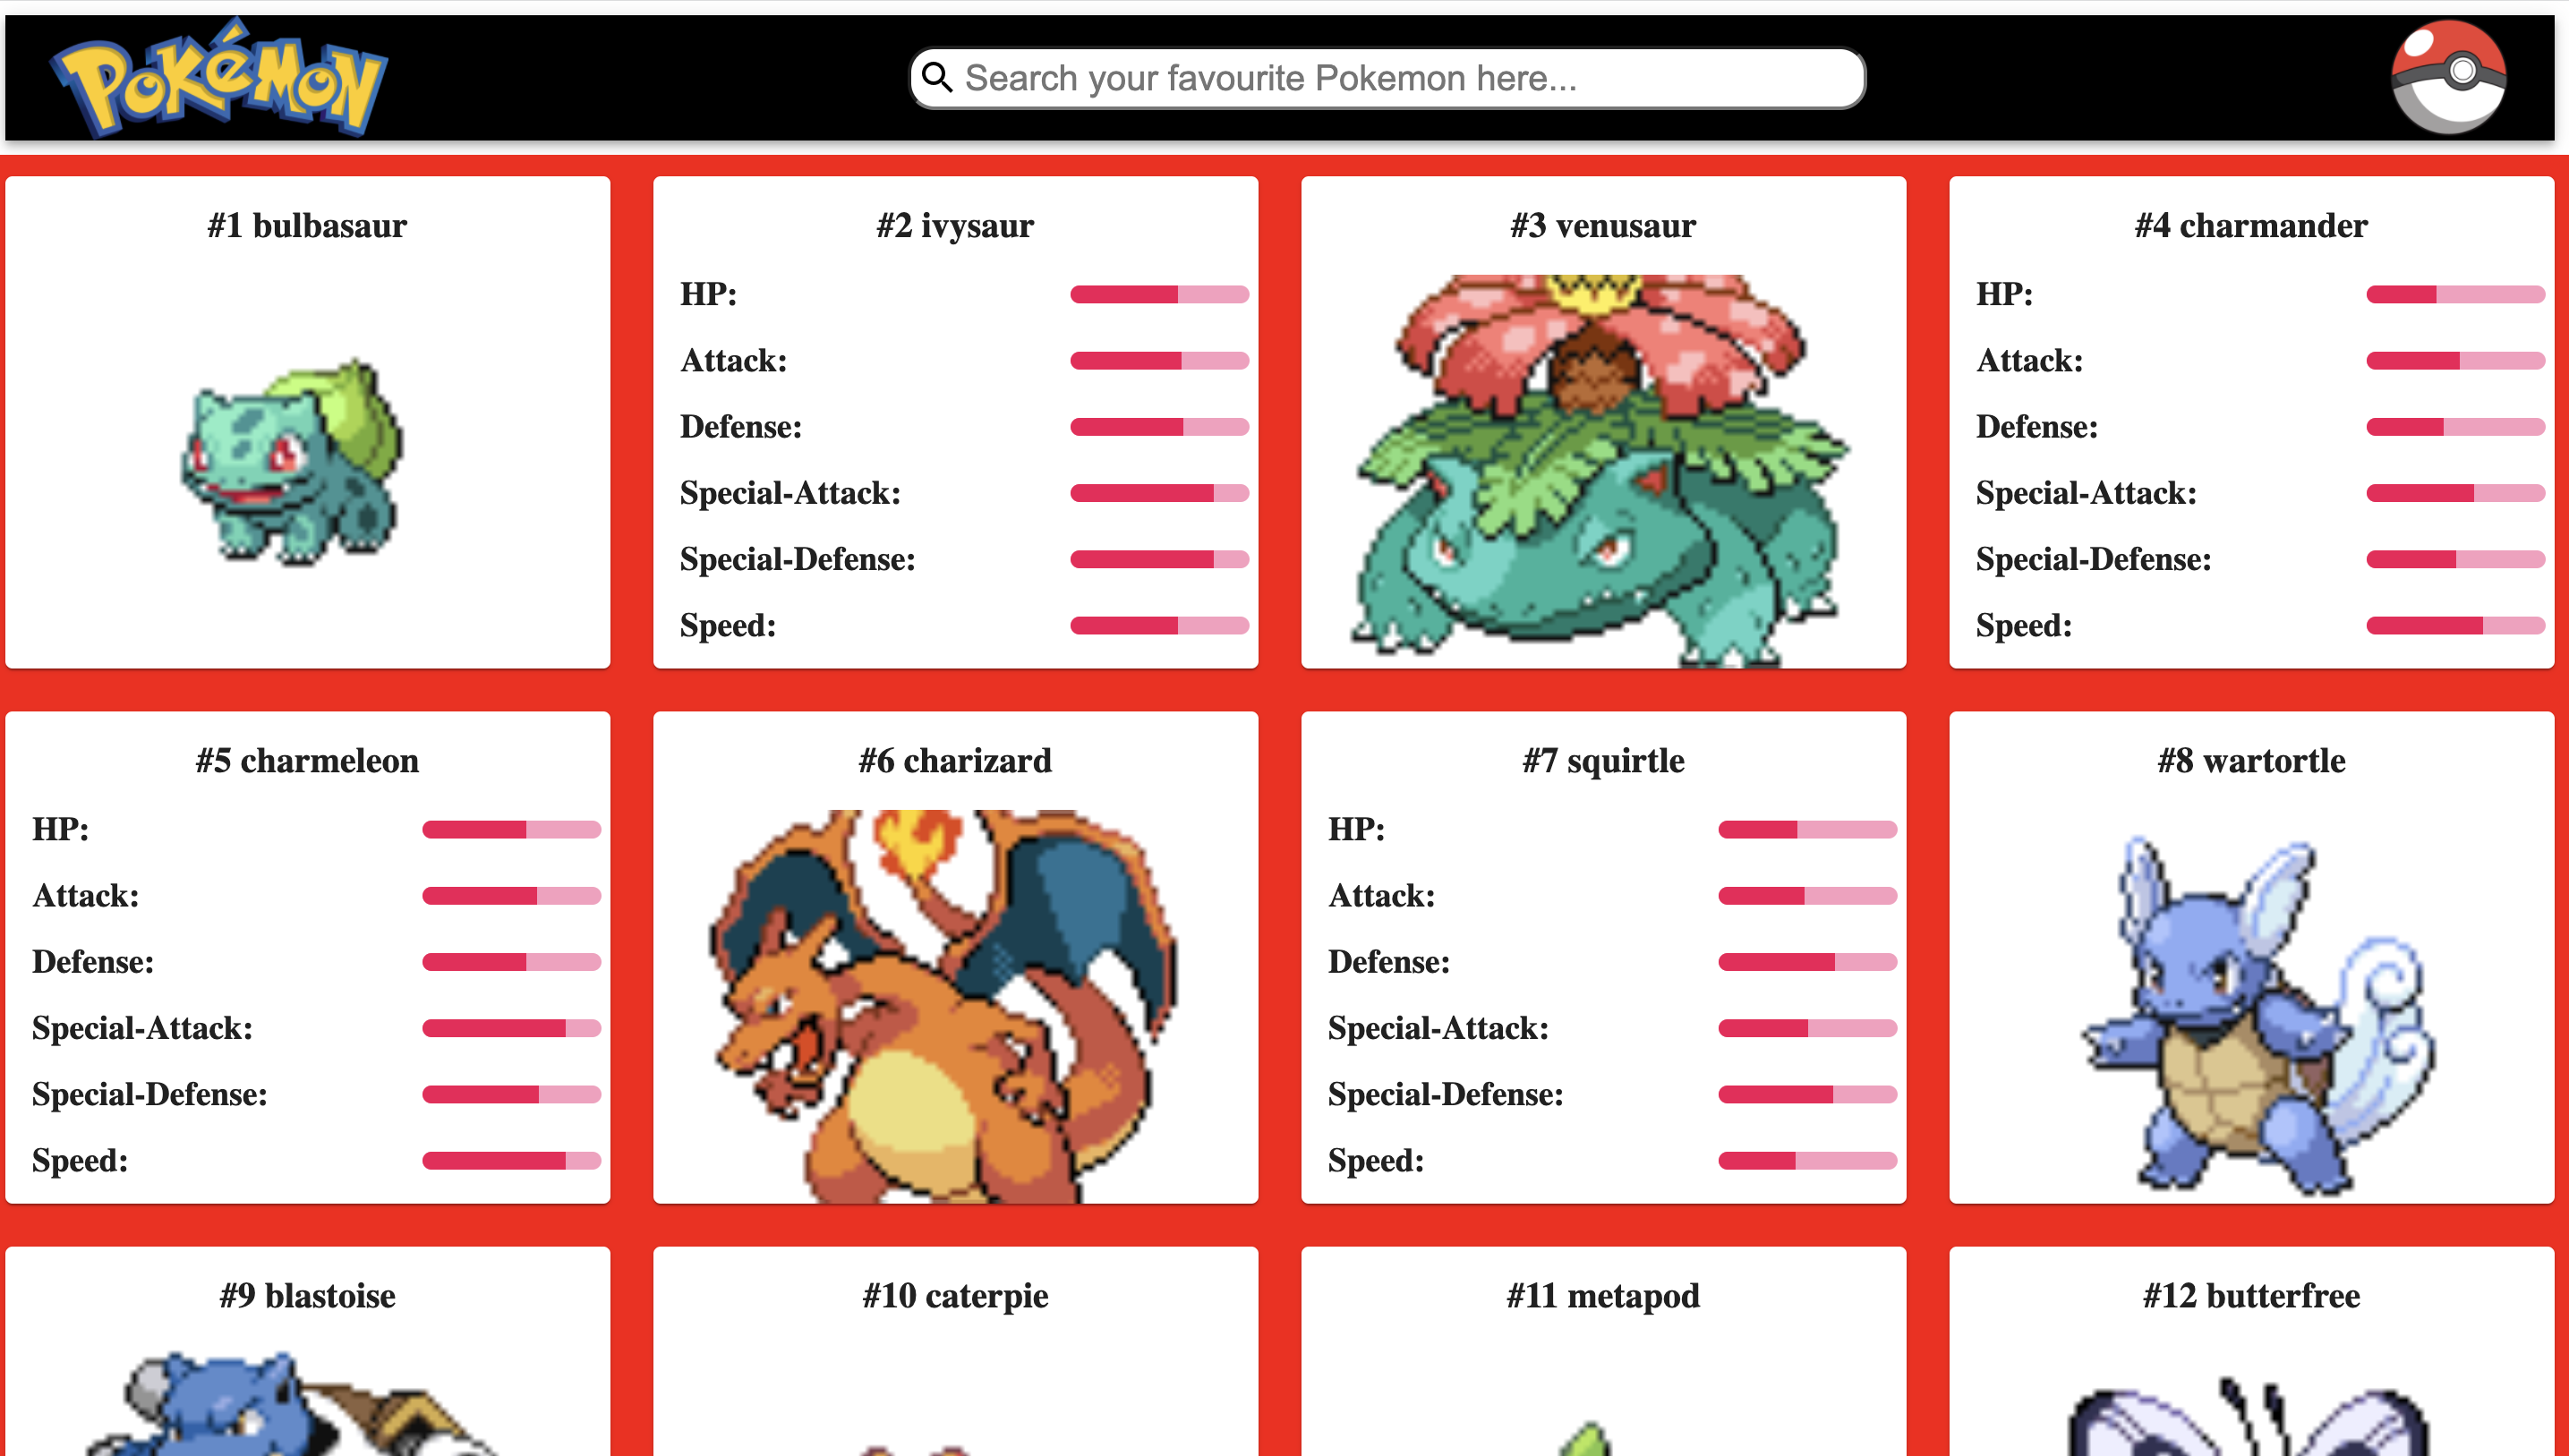 Pokémon
Search your favourite Pokemon here...
#1 bulbasaur
#2 ivysaur
HP:
Attack:
Defense:
Special-Attack:
Special-Defense:
Speed:
#3 venusaur
#4 charmander
HP:
Attack:
Defense:
Special-Attack:
Special-Defense:
Speed:
#5 charmeleon
HP:
Attack:
Defense:
Special-Attack:
Special-Defense:
Speed:
#6 charizard
#7 squirtle
HP:
Attack:
Defense:
Special-Attack:
Special-Defense:
Speed:
#8 wartortle
#9 blastoise
#10 caterpie
#11 metapod
#12 butterfree